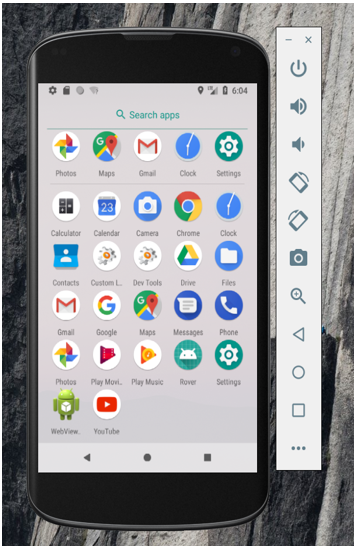 6:04
Search apps
Photos Maps Gmail Clock Settings
23
Calculator Calendar Camera Chrome Clock
Contacts Custom L.. Dev Tools Drive Files
Gmail Google Maps Messages Phone
Photos Play Movi.. Play Music Rover Settings
WebView.. YouTube